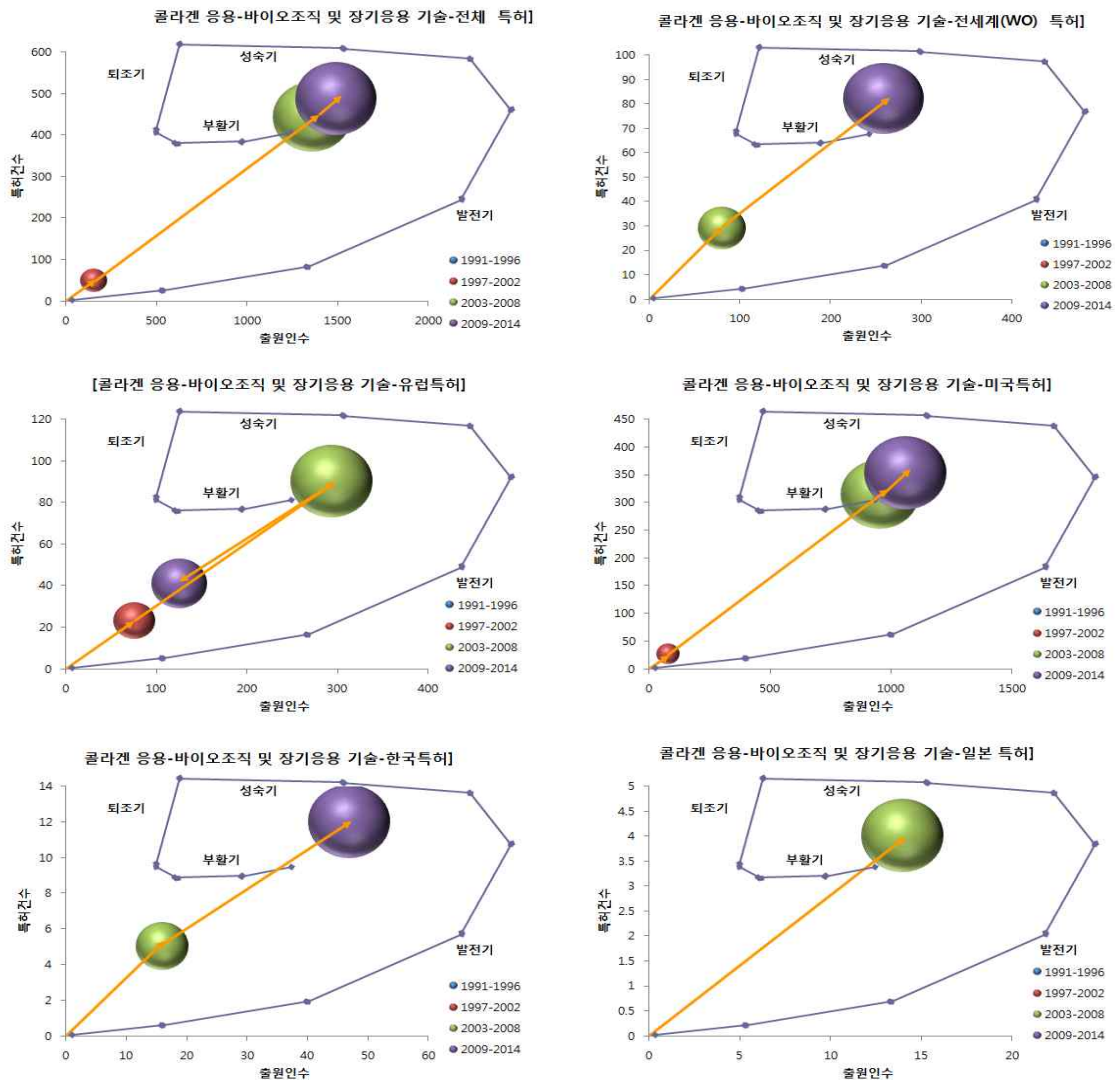 콜라겐 응용-바이오조직 및 장기응용 기술-전체 특허]
600
500
400
300
200
100
0
특허건수
퇴조기
성숙기
부활기
발전기
1991-1996
1997-2002
2003-2008
2009-2014
0 500 1000 1500 2000
출원인수
콜라겐 응용-바이오조직 및 장기응용 기술-전세계(WO) 특허]
100
90
80
70
60
50
40
30
20
10
0
특허건수
퇴조기
성숙기
부활기
발전기
1991-1996
1997-2002
2003-2008
2009-2014
0 100 200 300 400
출원인수
[콜라겐 응용-바이오조직 및 장기응용 기술-유럽특허]
120
100
80
60
40
20
0
특허건수
퇴조기
성숙기
부활기
발전기
1991-1996
1997-2002
2003-2008
2009-2014
0 100 200 300 400
출원인수
콜라겐 응용-바이오조직 및 장기응용 기술-미국특허]
450
400
350
300
250
200
150
100
50
0
특허건수
퇴조기
성숙기
부활기
발전기
1991-1996
1997-2002
2003-2008
2009-2014
0 500 1000 1500
출원인수
콜라겐 응용-바이오조직 및 장기응용 기술-한국특허]
14
12
10
8
6
4
2
0
특허건수
퇴조기
성숙기
부활기
발전기
1991-1996
1997-2002
2003-2008
2009-2014
0 10 20 30 40 50 60
출원인수
콜라겐 응용-바이오조직 및 장기응용 기술-일본 특허]
5
4.5
4
3.5
3
2.5
2
1.5
1
0.5
0
특허건수
퇴조기
성숙기
부활기
발전기
1991-1996
1997-2002
2003-2008
2009-2014
0 5 10 15 20
출원인수